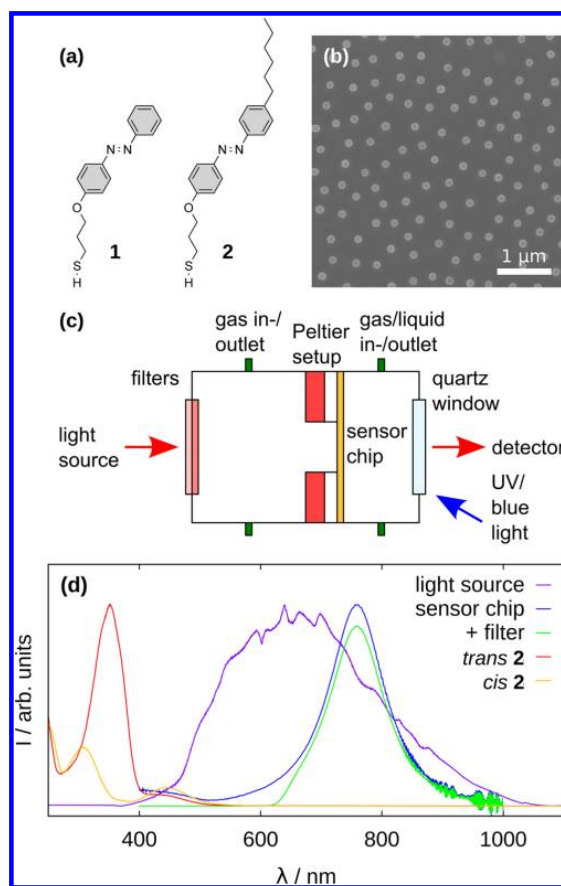 (a)
N
N
O
S
H
1
N
N
O
S
H
2
(b)
1 μm
(c)
gas in-/
outlet
Peltier
setup
gas/liquid
in-/outlet
filters
quartz
window
light
source
sensor
chip
detector
UV/
blue
light
(d)
light source
sensor chip
+ filter
trans 2
cis 2
I / arb. units
400
600
800
1000
λ / nm